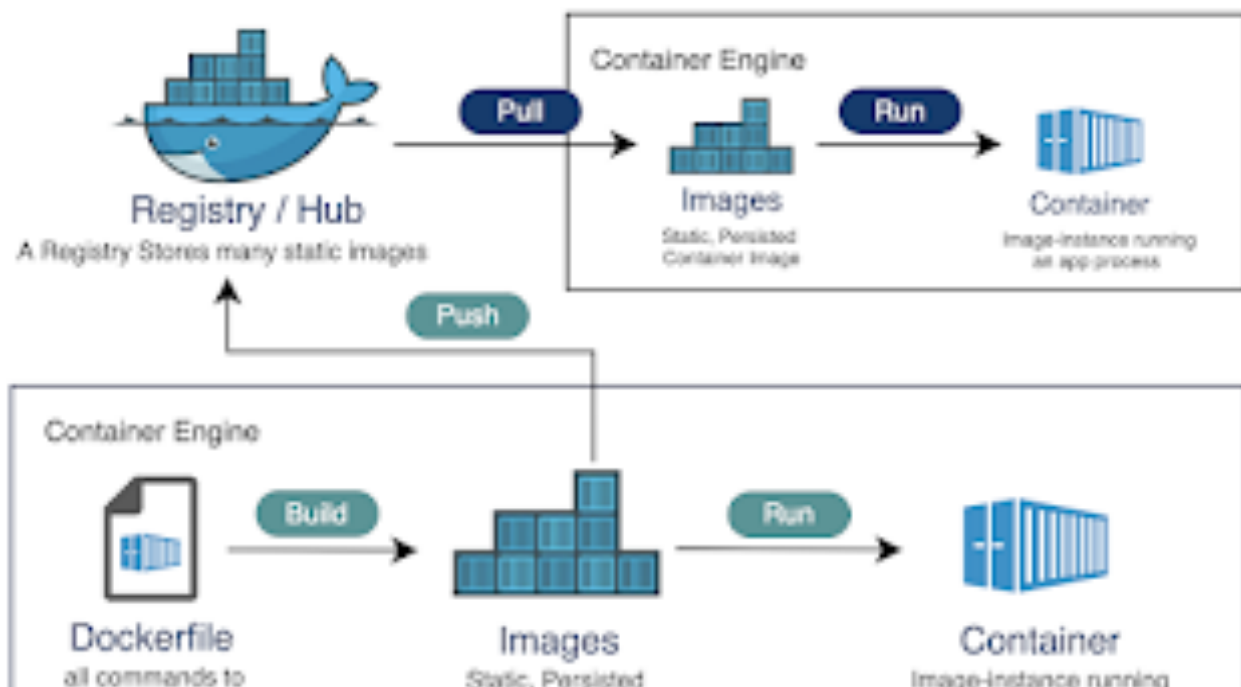 Container Engine
Pull
Run
Registry / Hub
A Registry Stores many static images
Images
Static, Persisted
Container Image
Container
Image-instance running
an app process
Push
Container Engine
Build
Run
Dockerfile
all commands to
Images
Static, Persisted
Container
Image-instance running